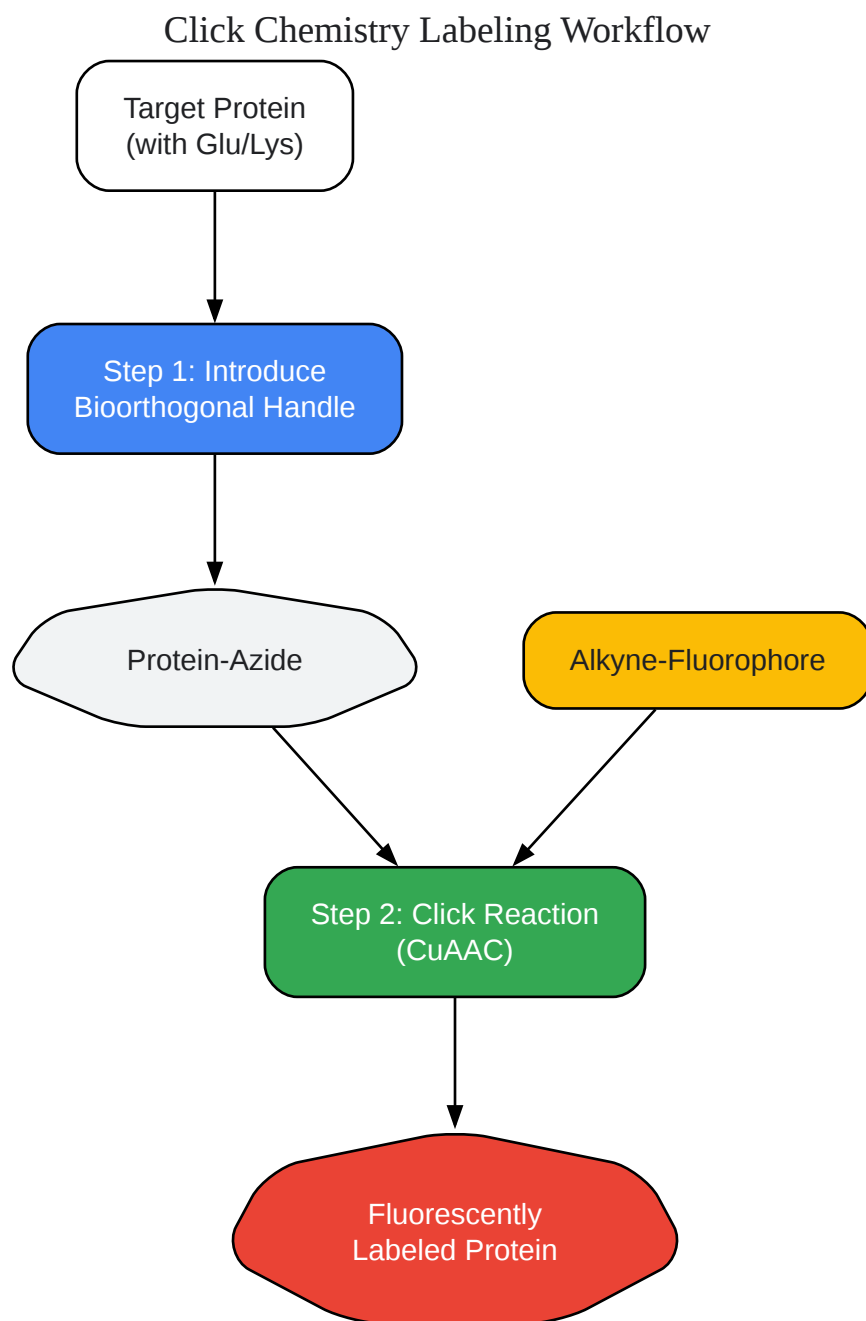 Click Chemistry Labeling Workflow
Target Protein
(with Glu/Lys)
Step 1: Introduce
Bioorthogonal Handle
Protein-Azide
Alkyne-Fluorophore
Step 2: Click Reaction
(CuAAC)
Fluorescently
Labeled Protein